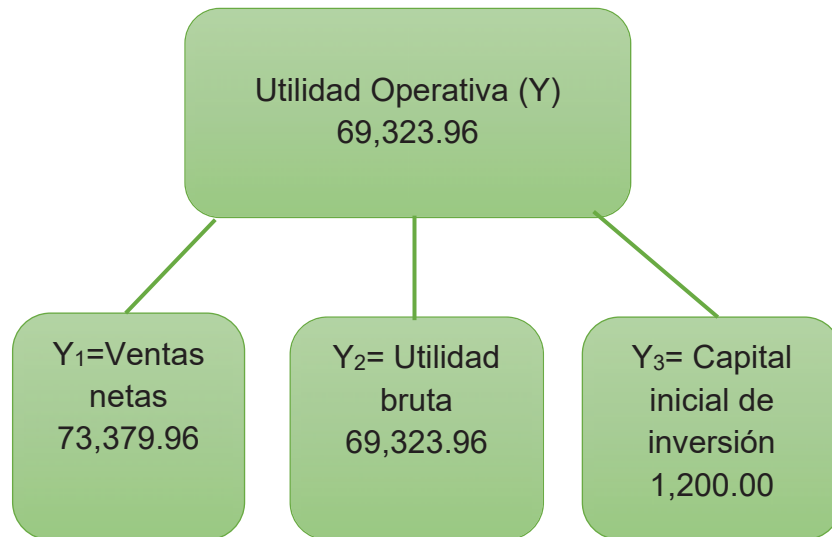 Utilidad Operativa (Y)
69,323.96
Y₁=Ventas
netas
73,379.96
Y₂= Utilidad
bruta
69,323.96
Y₃= Capital
inicial de
inversión
1,200.00